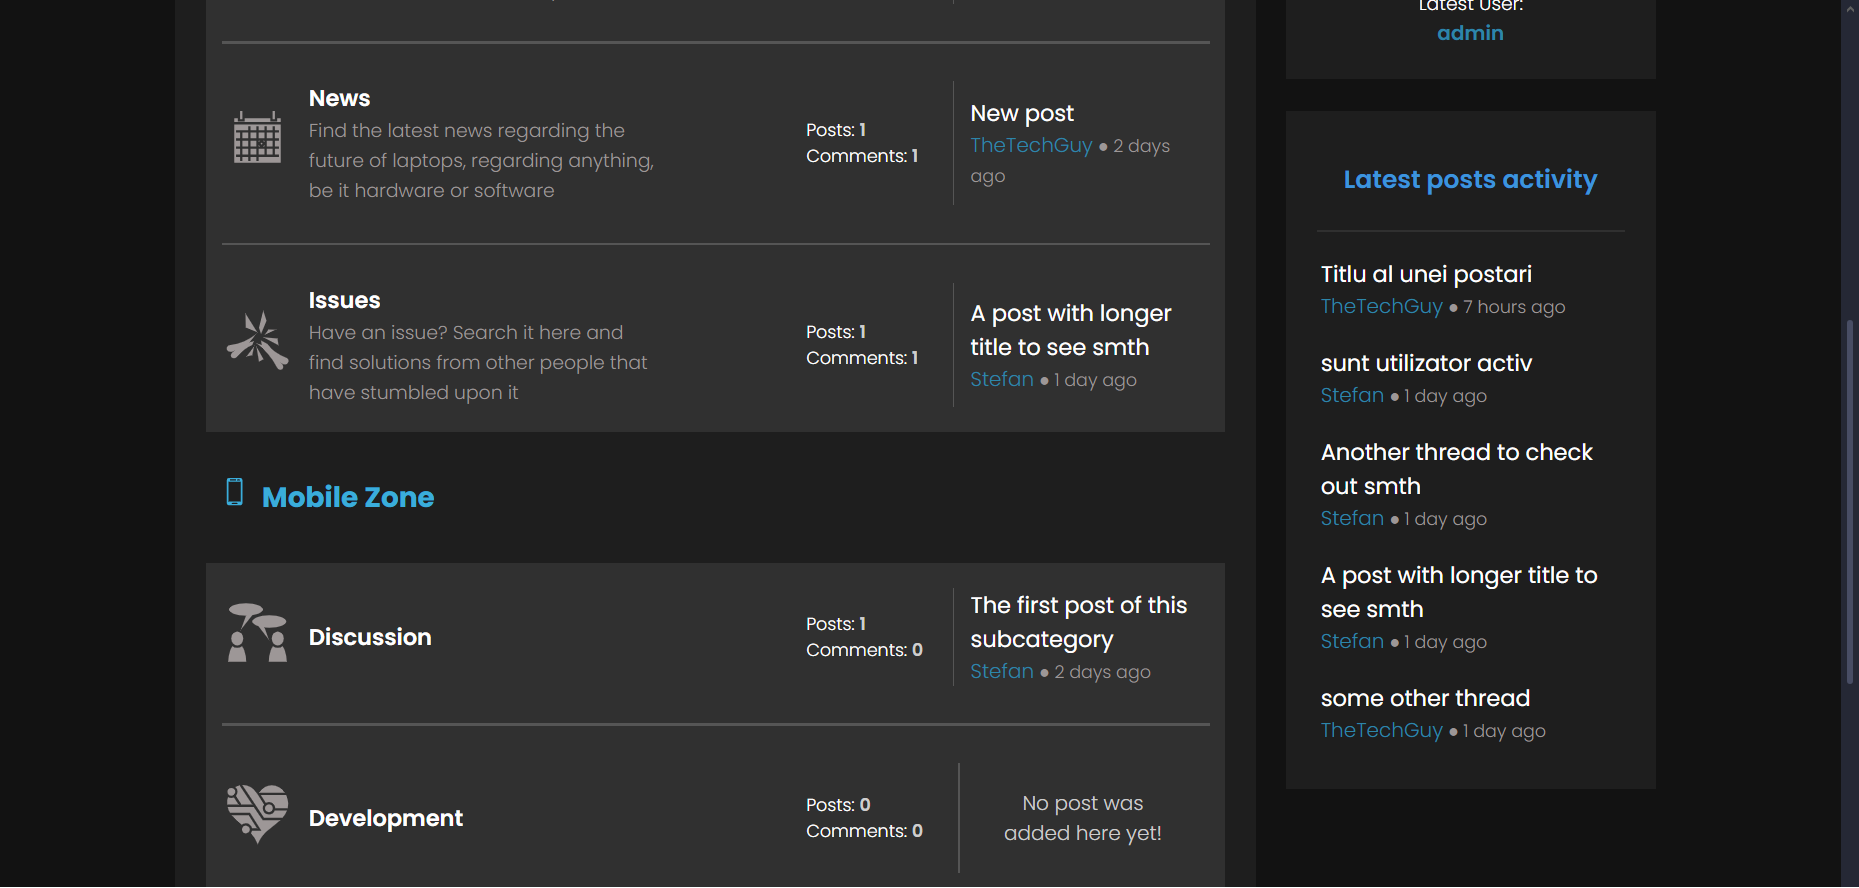 News
Find the latest news regarding the
future of laptops, regarding anything,
be it hardware or software
Posts: 1
Comments: 1
New post
TheTechGuy ● 2 days
ago
Issues
Have an issue? Search it here and
find solutions from other people that
have stumbled upon it
Posts: 1
Comments: 1
A post with longer
title to see smth
Stefan ● 1 day ago
Mobile Zone
Discussion
Posts: 1
Comments: 0
The first post of this
subcategory
Stefan ● 2 days ago
Development
Posts: 0
Comments: 0
No post was
added here yet!
Latest User:
admin
Latest posts activity
Titlu al unei postari
TheTechGuy ● 7 hours ago
sunt utilizator activ
Stefan ● 1 day ago
Another thread to check
out smth
Stefan ● 1 day ago
A post with longer title to
see smth
Stefan ● 1 day ago
some other thread
TheTechGuy ● 1 day ago